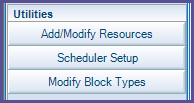 Utilities
Add/Modify Resources
Scheduler Setup
Modify Block Types